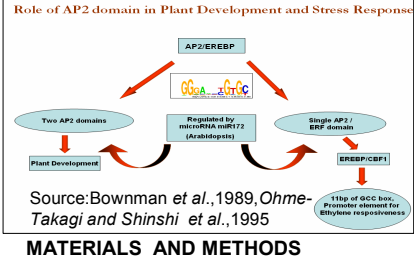 Role of AP2 domain in Plant Development and Stress Response
AP2/EREBP
Two AP2 domains
Regulated by
microRNA miR172
(Arabidopsis)
Single AP2 /
ERF domain
Plant Development
EREBP/CBF1
11bp of GCC box,
Promoter element for
Ethylene resposiveness
Source:Bownman et al.,1989,Ohme-
Takagi and Shinshi et al.,1995
MATERIALS AND METHODS